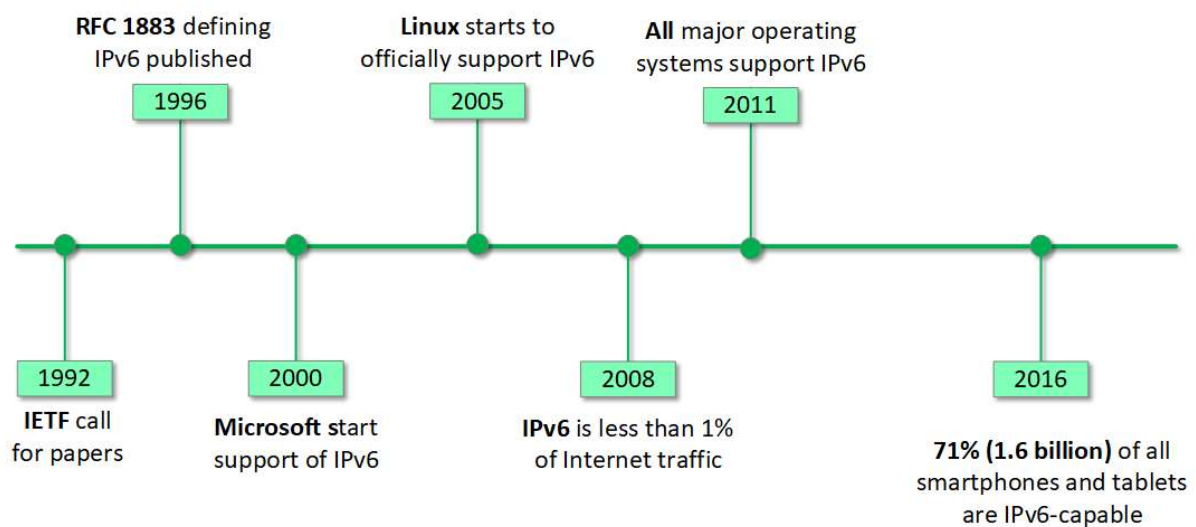 RFC 1883 defining
IPv6 published
1996
Linux starts to
officially support IPv6
2005
All major operating
systems support IPv6
2011
1992
IETF call
for papers
2000
Microsoft start
support of IPv6
2008
IPv6 is less than 1%
of Internet traffic
2016
71% (1.6 billion) of all
smartphones and tablets
are IPv6-capable